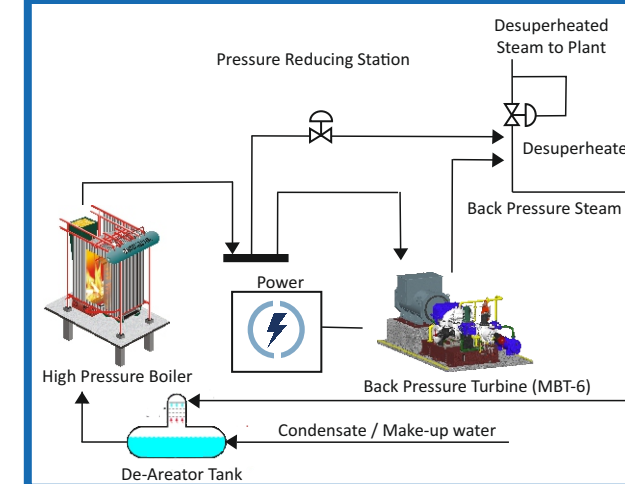 Desuperheated
Steam to Plant
Pressure Reducing Station
Desuperheate
Back Pressure Steam
Power
High Pressure Boiler
Back Pressure Turbine (MBT-6)
Condensate / Make-up water
De-Areator Tank